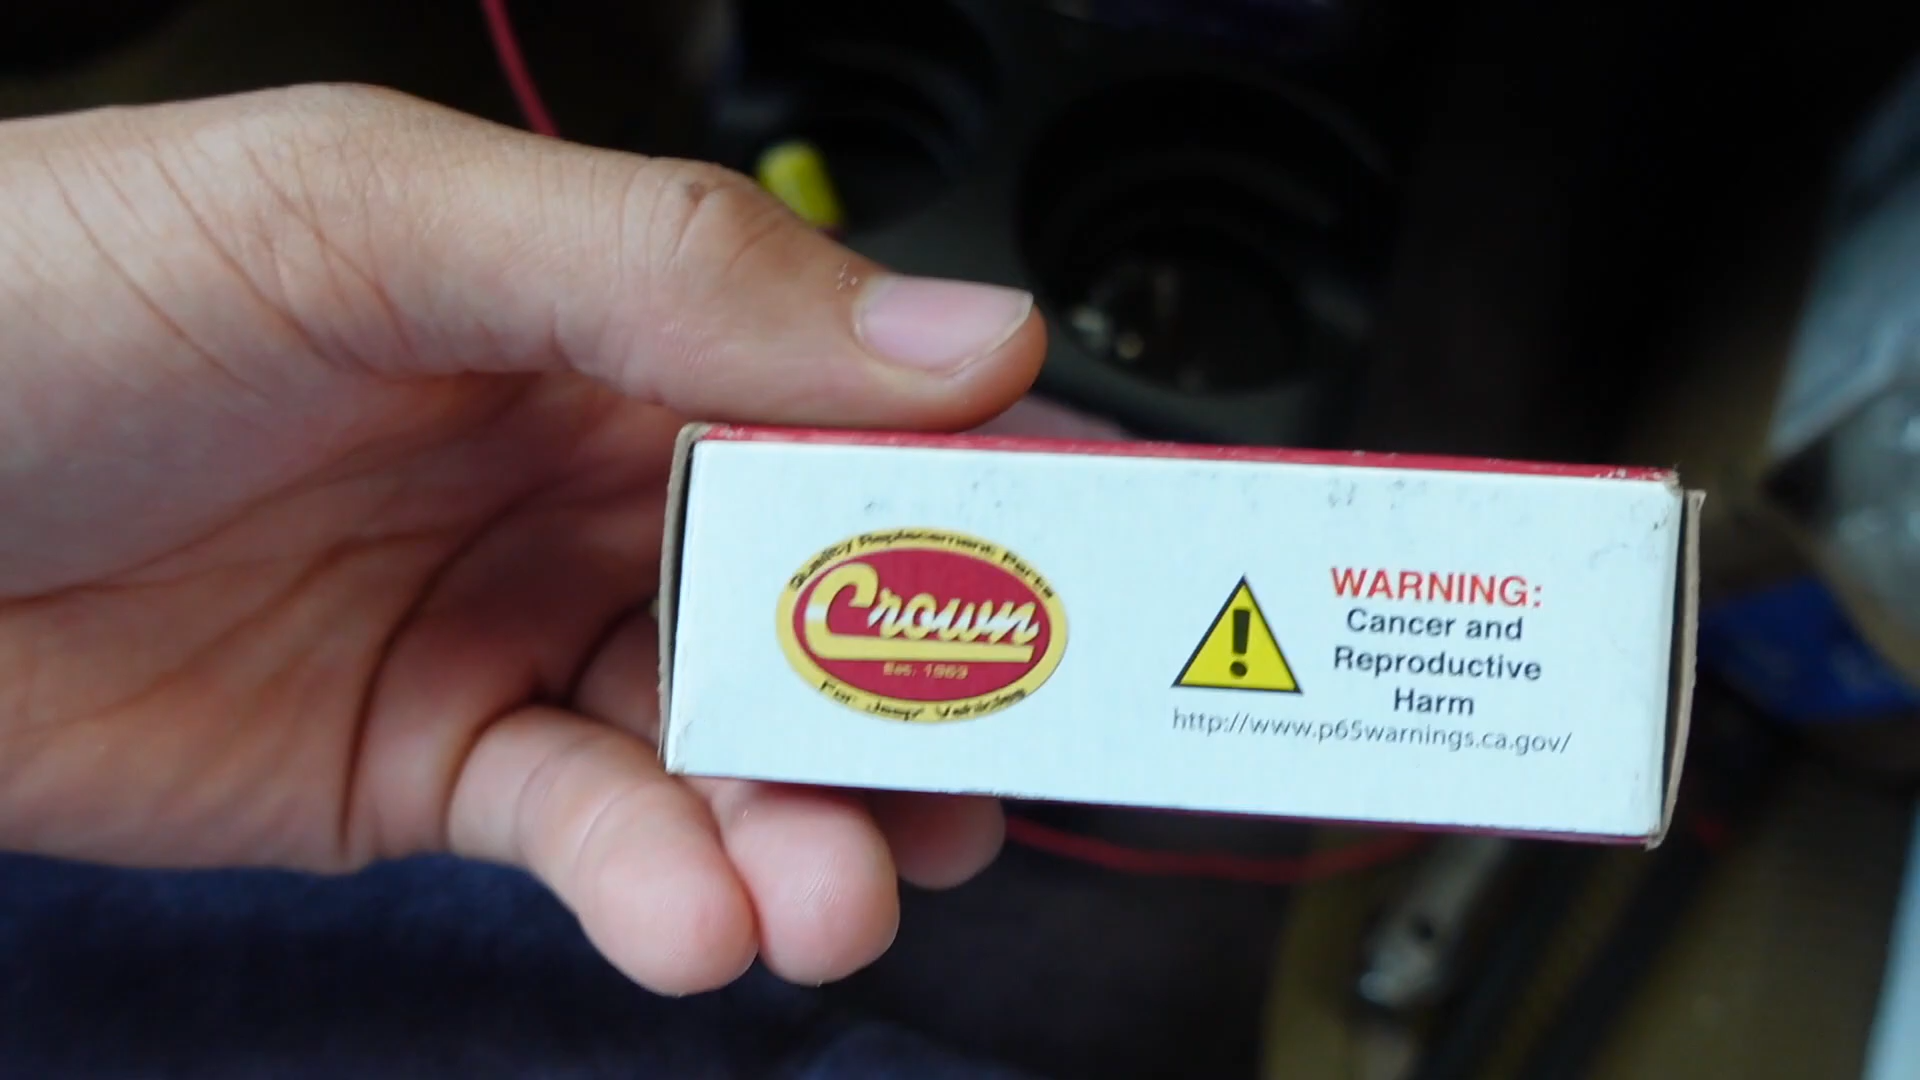 Quality Replacement Parts
Crown
Est. 1963
For Jeep® Vehicles
WARNING:
Cancer and
Reproductive
Harm
http://www.p65warnings.ca.gov/